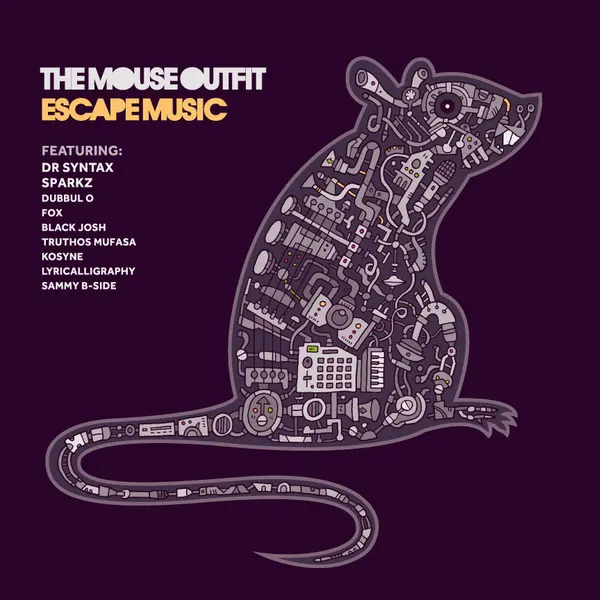 THE MOUSE OUTFIT
ESCAPE MUSIC
FEATURING:
DR SYNTAX
SPARKZ
DUBBUL O
FOX
BLACK JOSH
TRUTHOS MUFASA
KOSYNE
LYRICALLIGRAPHY
SAMMY B-SIDE